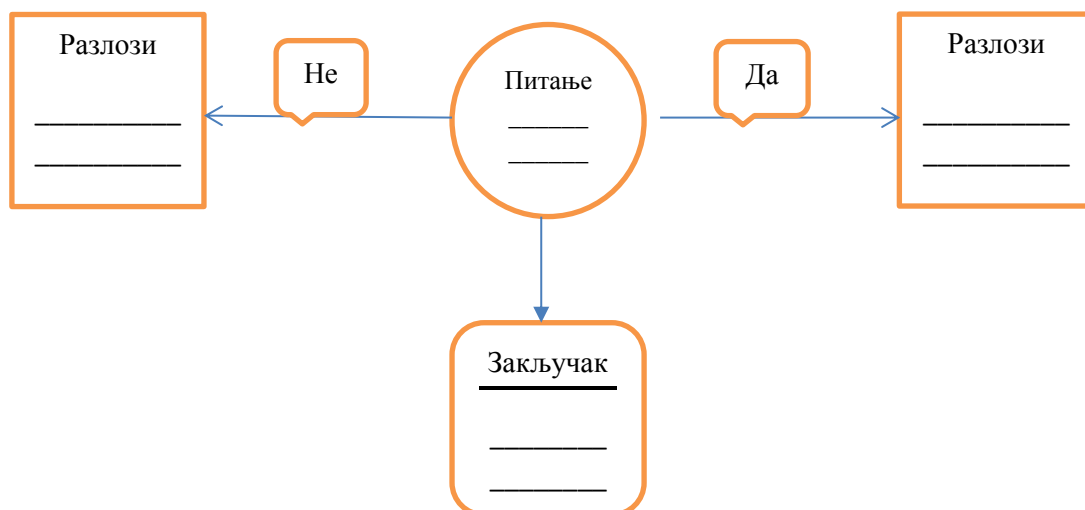 Разлози
Не
Питање
Да
Разлози
Закључак